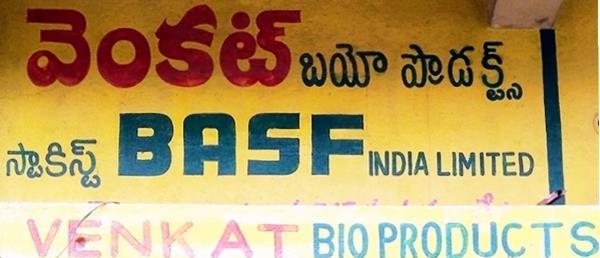 వెంకట్ బయో ప్రొడక్ట్స్
స్టాకిస్ట్ BASF INDIA LIMITED
VENKAT BIO PRODUCTS